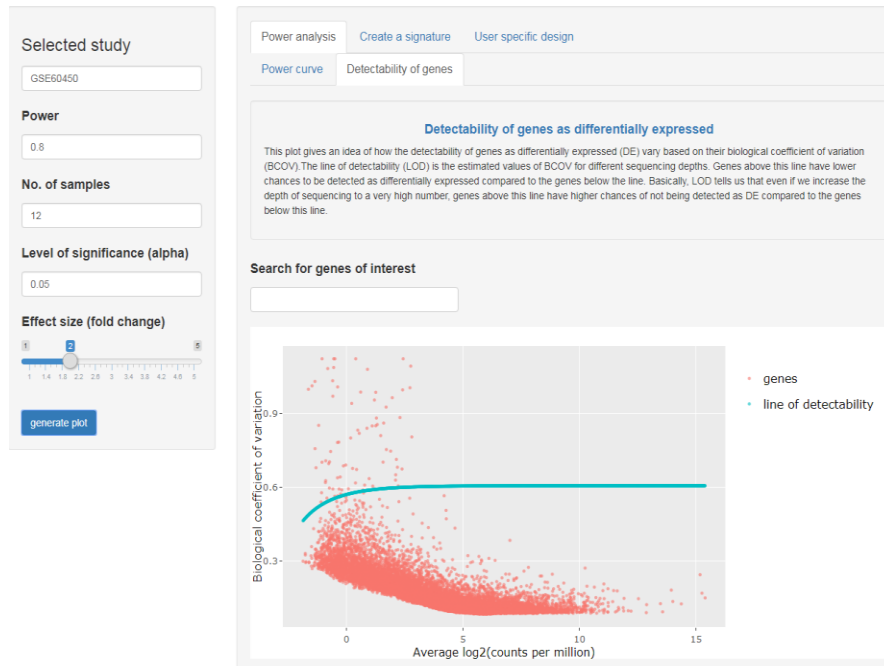 Selected study
GSE60450
Power
0.8
No. of samples
12
Level of significance (alpha)
0.05
Effect size (fold change)
1 2 5
1 1.4 1.8 2.2 2.6 3 3.4 3.8 4.2 4.6 5
generate plot
Power analysis Create a signature User specific design
Power curve Detectability of genes
Detectability of genes as differentially expressed
This plot gives an idea of how the detectability of genes as differentially expressed (DE) vary based on their biological coefficient of variation
(BCOV).The line of detectability (LOD) is the estimated values of BCOV for different sequencing depths. Genes above this line have lower
chances to be detected as differentially expressed compared to the genes below the line. Basically, LOD tells us that even if we increase the
depth of sequencing to a very high number, genes above this line have higher chances of not being detected as DE compared to the genes
below this line.
Search for genes of interest
genes
line of detectability
Biological coefficient of variation
0.9
0.6
0.3
0 5 10 15
Average log2(counts per million)